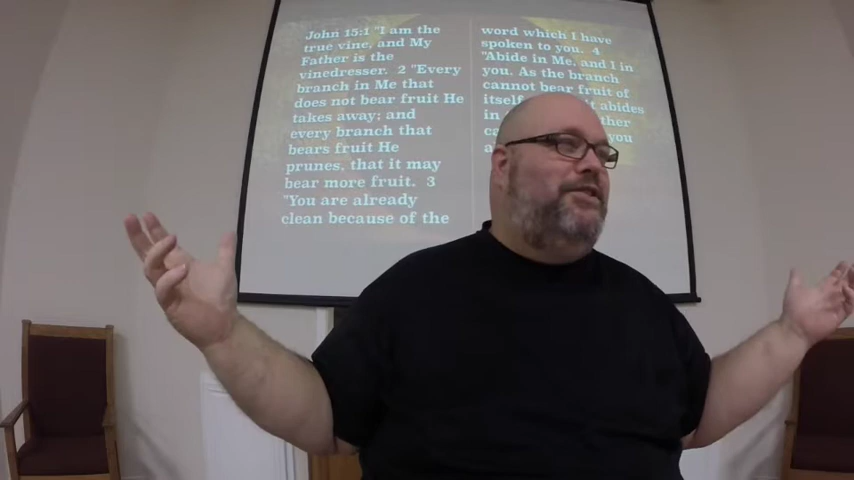 John 15:1 "I am the
true vine, and My
Father is the
vinedresser. 2 "Every
branch in Me that
does not bear fruit He
takes away; and
every branch that
bears fruit He
prunes, that it may
bear more fruit. 3
"You are already
clean because of the
word which I have
spoken to you. 4
"Abide in Me, and I in
you. As the branch
cannot bear fruit of
itself it abides
in
you